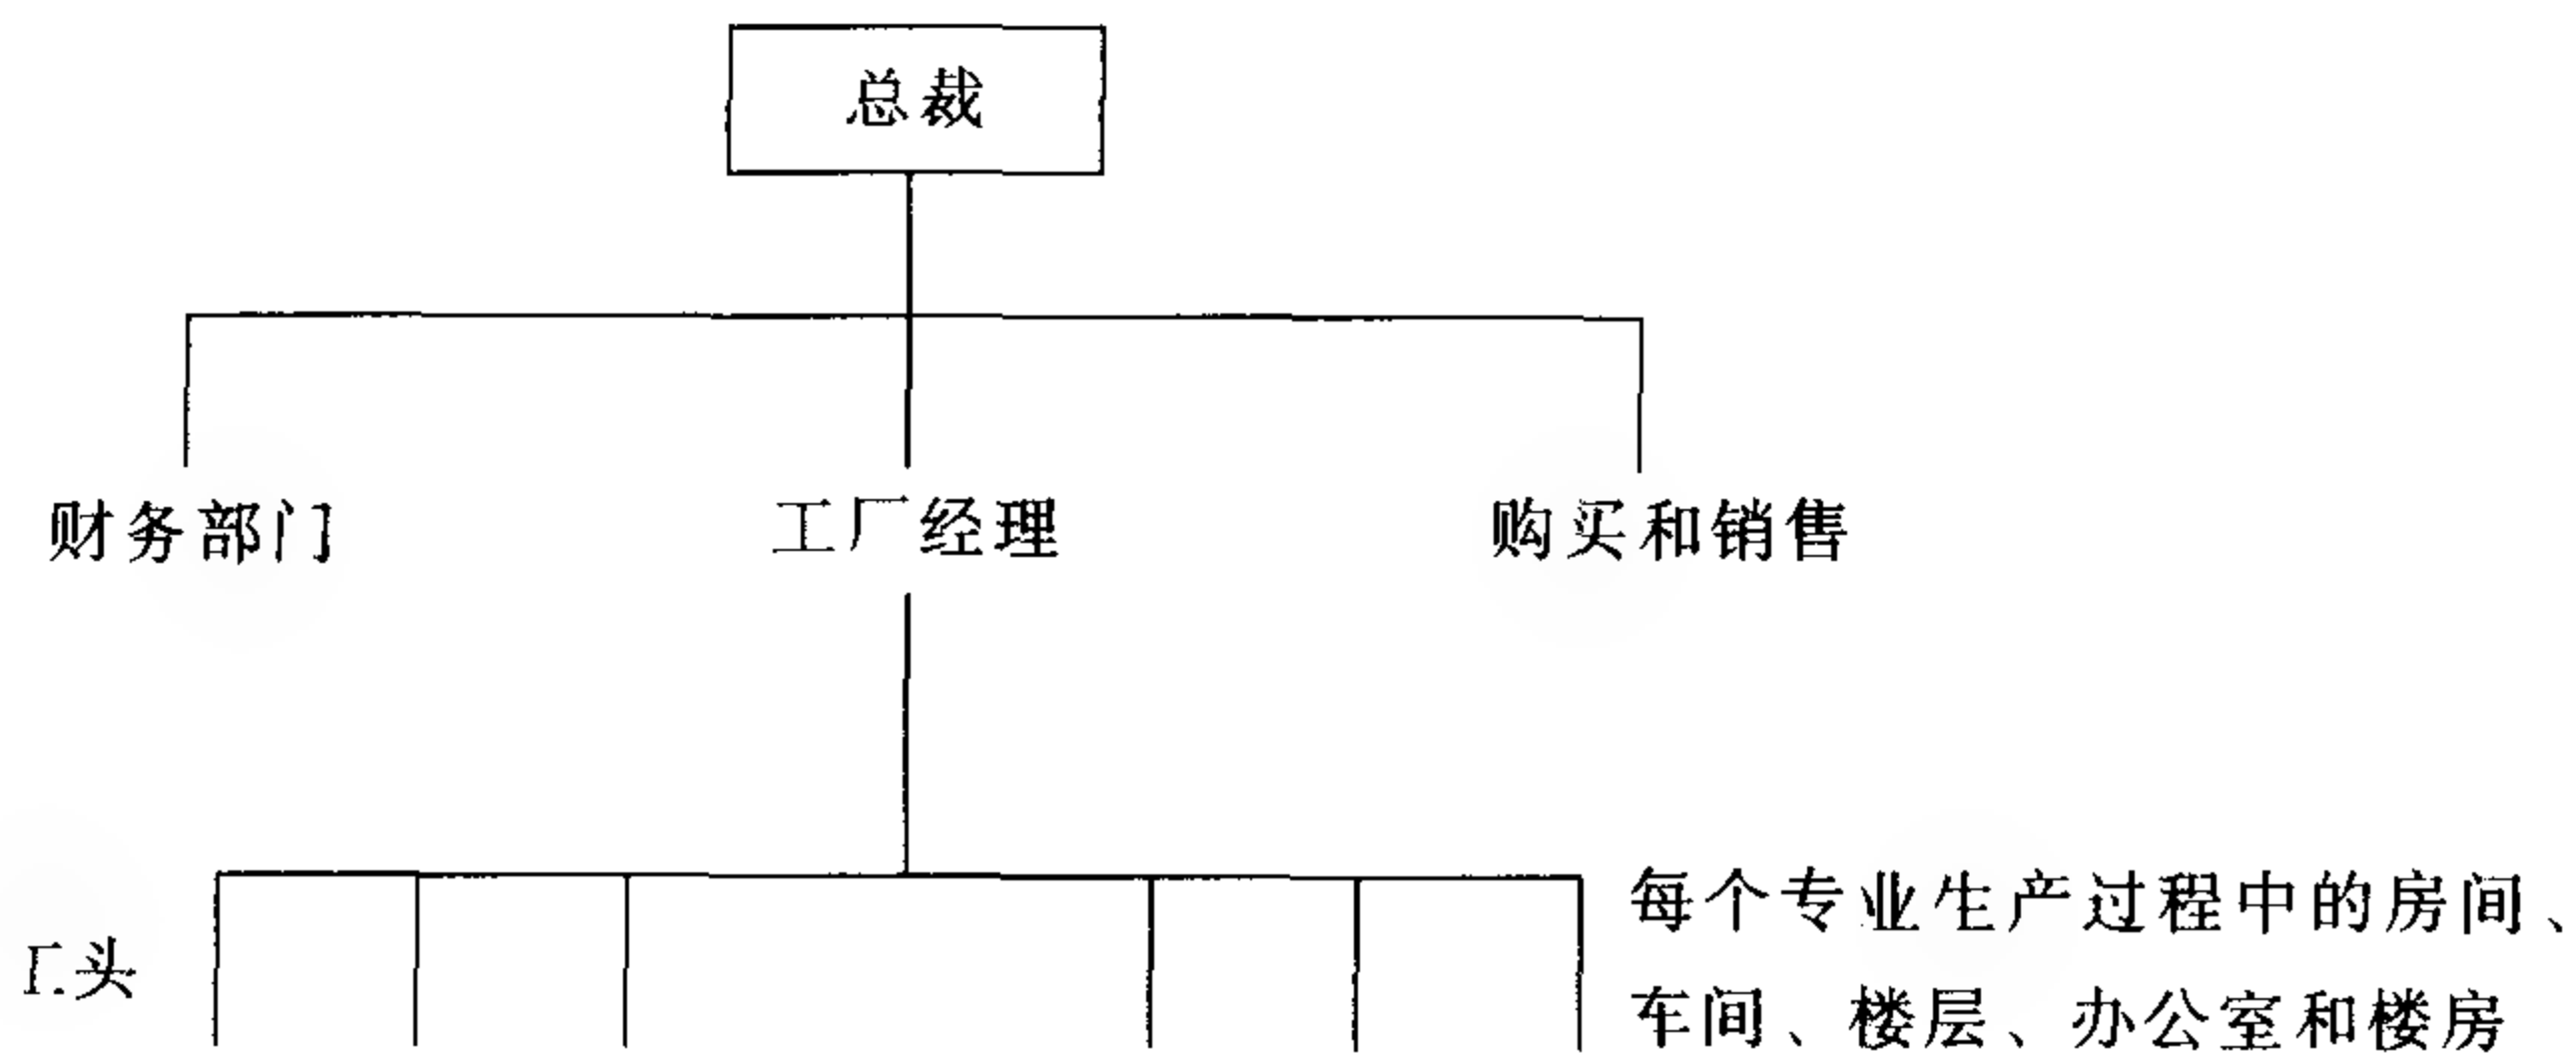 总裁
财务部门
工厂经理
购买和销售
工头
每个专业生产过程中的房间、
车间、楼层、办公室和楼房